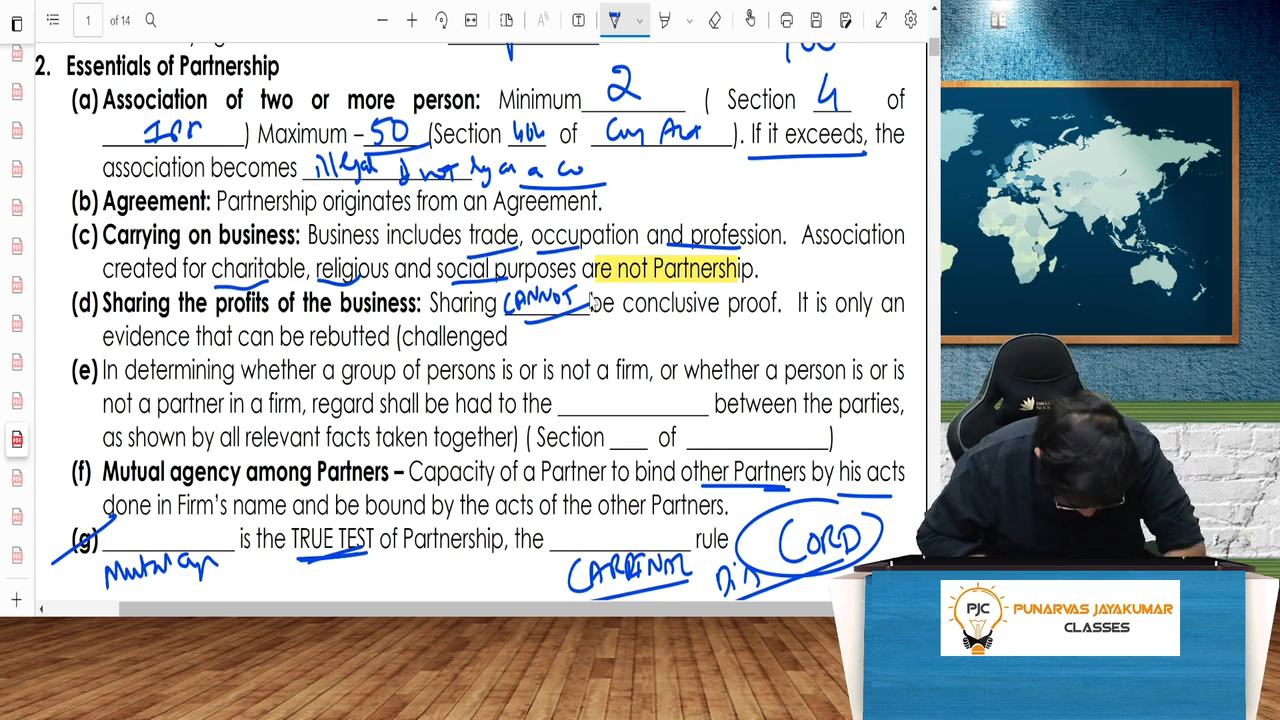 1 of 14
2. Essentials of Partnership
(a) Association of two or more person: Minimum 2 ( Section 4 of
) Maximum – 50 (Section of ). If it exceeds, the
association becomes illegal not a co
(b) Agreement: Partnership originates from an Agreement.
(c) Carrying on business: Business includes trade, occupation and profession. Association
created for charitable, religious and social purposes are not Partnership.
(d) Sharing the profits of the business: Sharing CANNOT be conclusive proof. It is only an
evidence that can be rebutted (challenged
(e) In determining whether a group of persons is or is not a firm, or whether a person is or is
not a partner in a firm, regard shall be had to the ____________ between the parties,
as shown by all relevant facts taken together) ( Section ___ of ____________)
(f) Mutual agency among Partners – Capacity of a Partner to bind other Partners by his acts
done in Firm's name and be bound by the acts of the other Partners.
(g) ____________ is the TRUE TEST of Partnership, the ____________ rule CORD
PJC PUNARVAS JAYAKUMAR
CLASSES